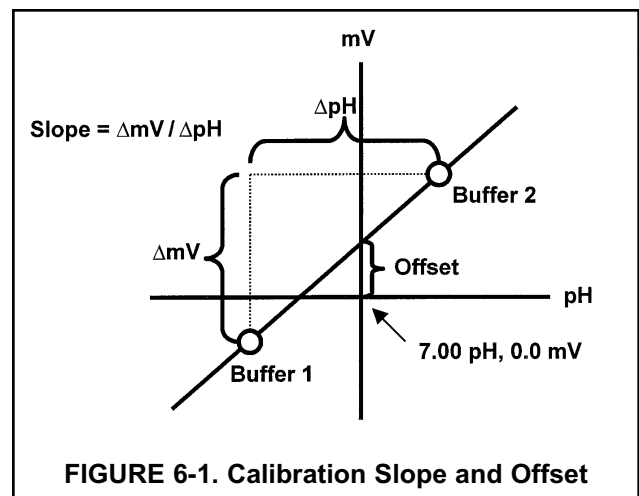 mV
ΔpH
Slope = ΔmV / ΔpH
Buffer 2
ΔmV
Offset
pH
7.00 pH, 0.0 mV
Buffer 1
FIGURE 6-1. Calibration Slope and Offset